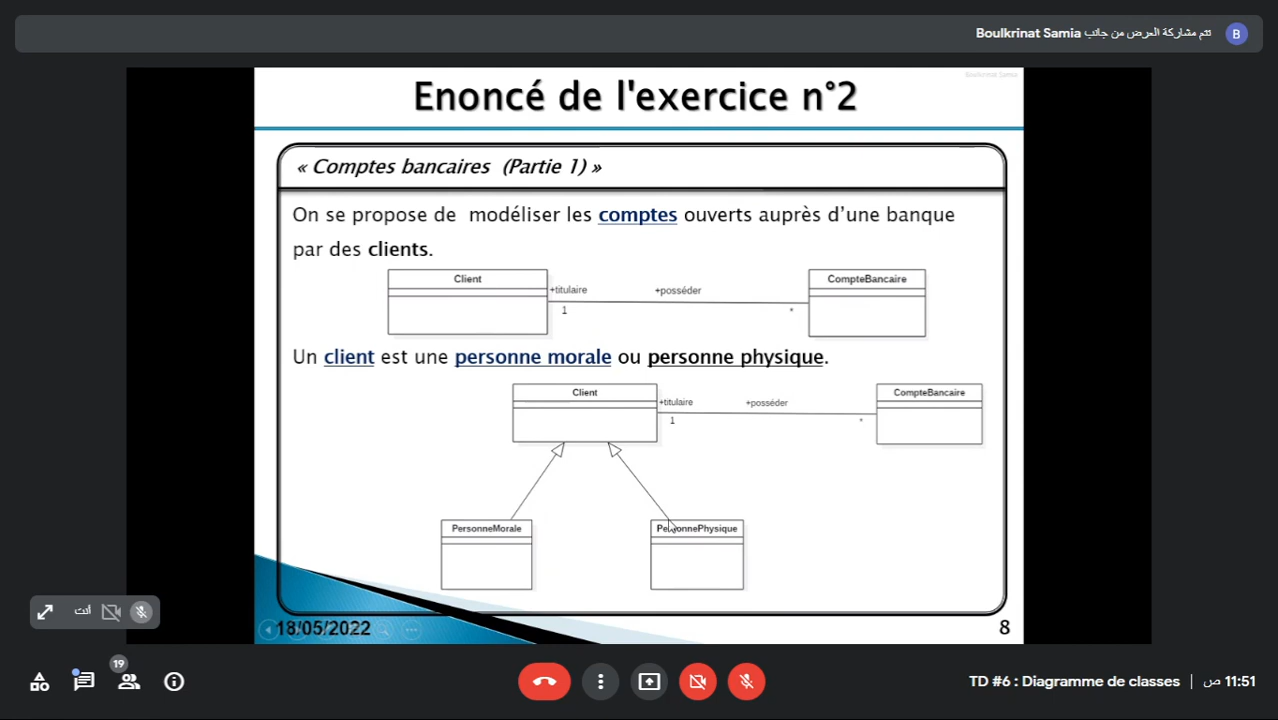 تتم مشاركة العرض من جانب Boulkrinat Samia
B
Boulkrinat Samia
Enoncé de l'exercice n°2
« Comptes bancaires (Partie 1) »
On se propose de modéliser les comptes ouverts auprès d’une banque
par des clients.
Client
CompteBancaire
+titulaire
+posséder
1
*
Un client est une personne morale ou personne physique.
Client
CompteBancaire
+titulaire
+posséder
1
*
PersonneMorale
PersonnePhysique
أنت
18/05/2022
8
19
TD #6 : Diagramme de classes | 11:51 ص